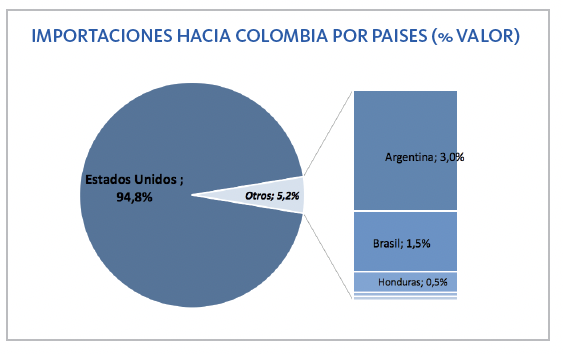 IMPORTACIONES HACIA COLOMBIA POR PAISES (% VALOR)
Estados Unidos ;
94,8%
Otros; 5,2%
Argentina; 3,0%
Brasil; 1,5%
Honduras; 0,5%